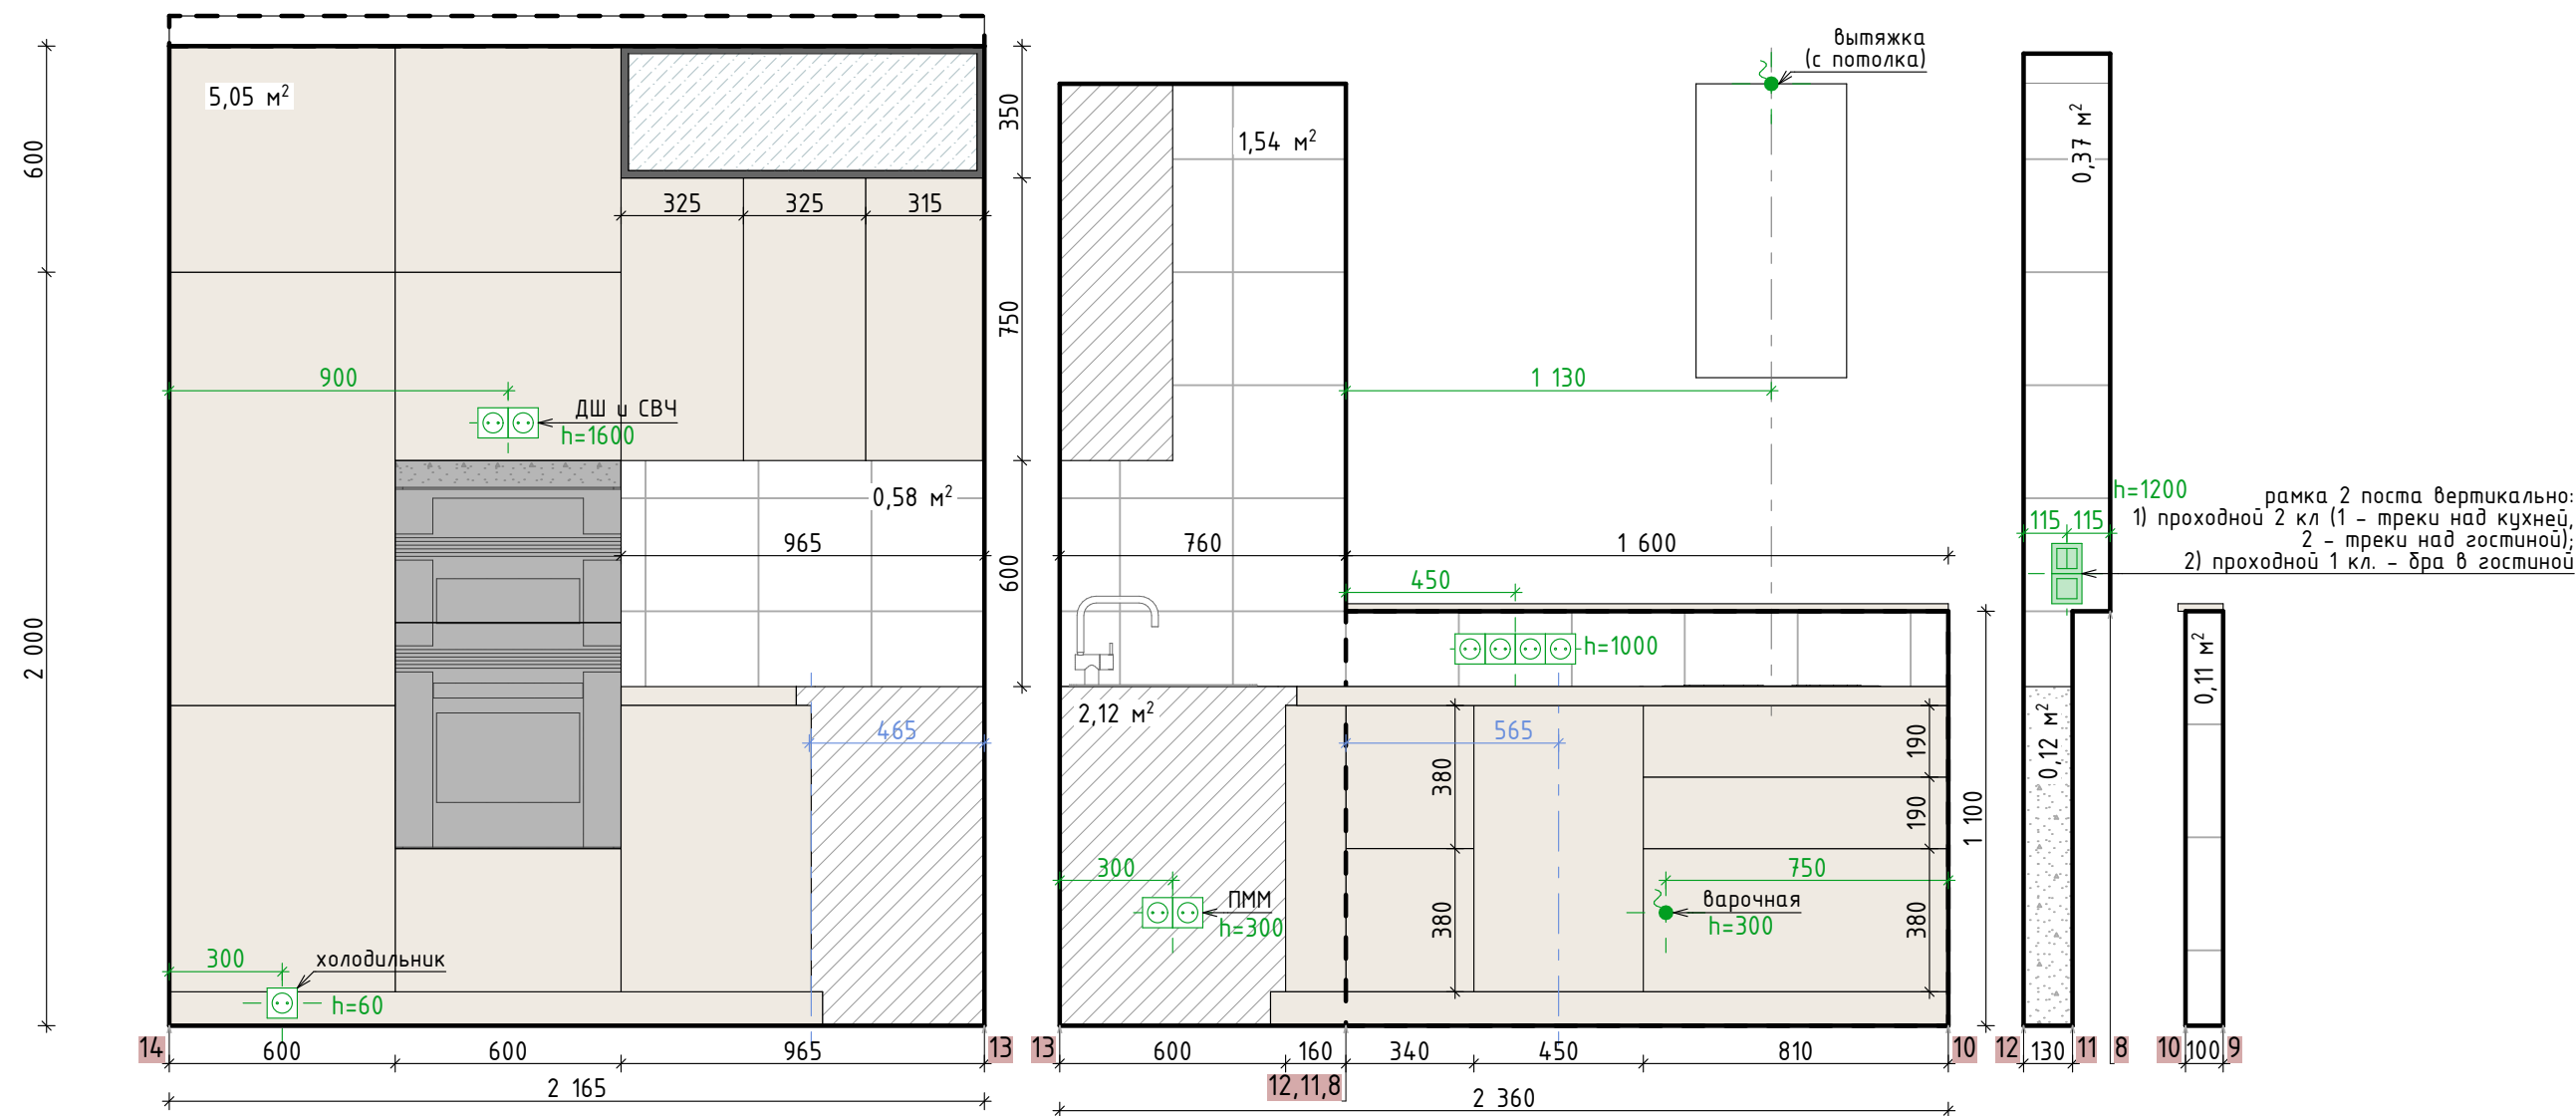 вытяжка
(с потолка)
5,05 м²
600
350
1,54 м²
0,37 м²
325
325
315
750
900
1 130
ДШ и СВЧ
h=1600
0,58 м²
h=1200
рамка 2 поста вертикально:
115
115
1) проходной 2 кл (1 - треки над кухней,
2 - треки над гостиной);
2) проходной 1 кл. - бра в гостиной
965
760
1 600
600
450
2 000
h=1000
0,11 м²
2,12 м²
0,12 м²
465
565
380
190
190
1 100
300
750
ПММ
h=300
варочная
h=300
380
380
300
холодильник
h=60
14
600
600
965
13
13
600
160
340
450
810
10
12
130
11
8
10
100
9
2 165
12,11,8
2 360